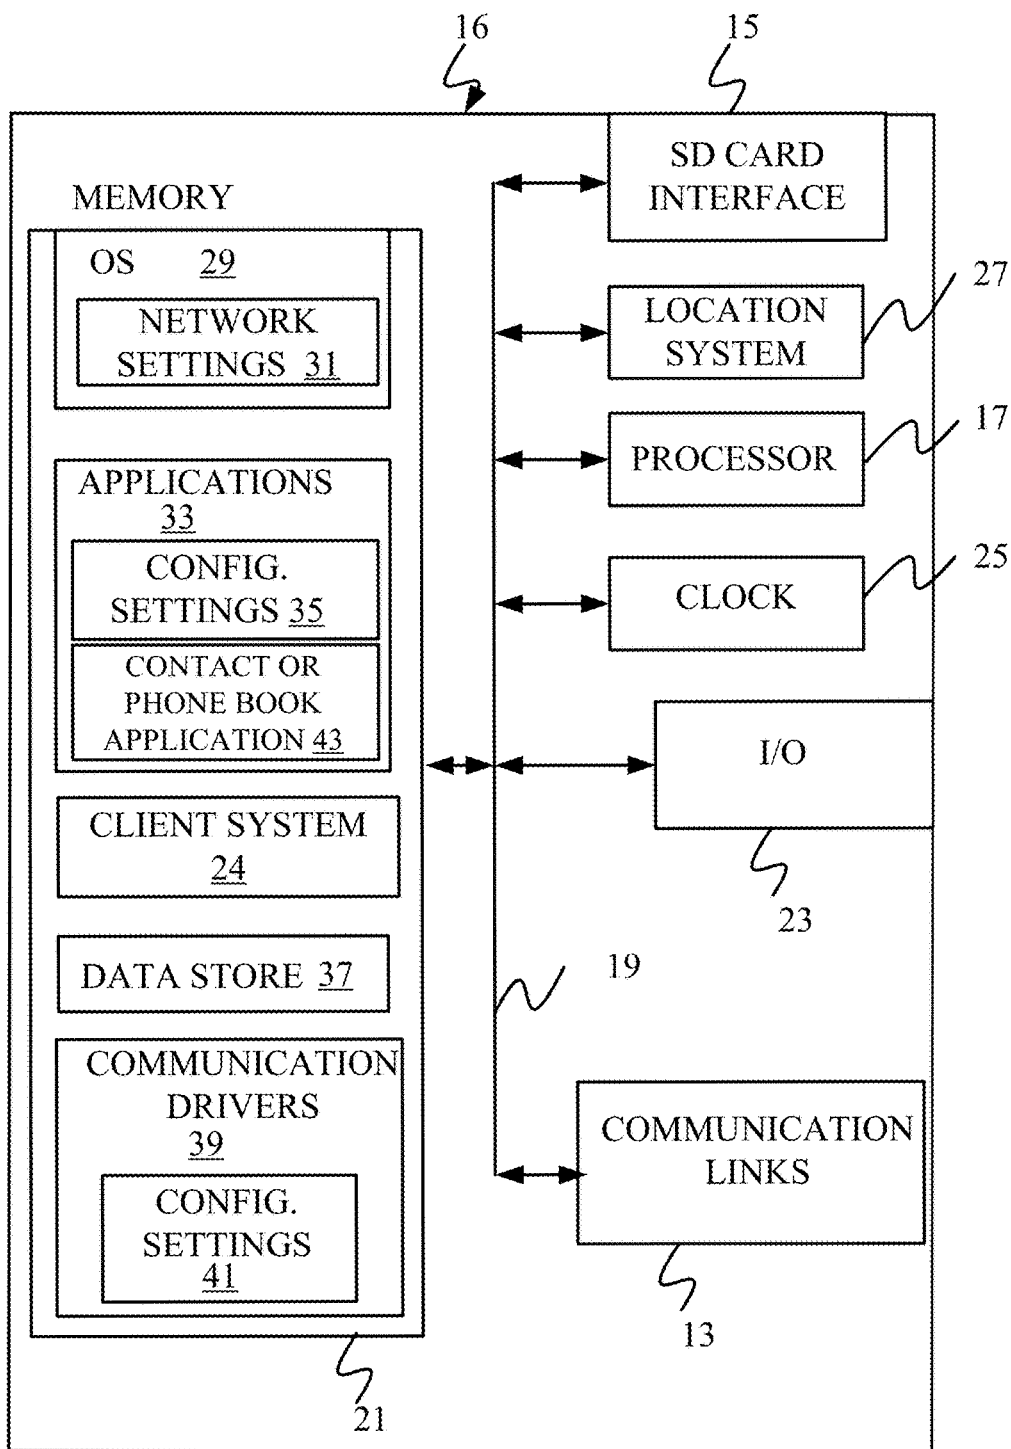 16
15
SD CARD
INTERFACE
MEMORY
OS 29
NETWORK
SETTINGS 31
27
LOCATION
SYSTEM
17
PROCESSOR
APPLICATIONS
33
CONFIG.
SETTINGS 35
CONTACT OR
PHONE BOOK
APPLICATION 43
25
CLOCK
I/O
23
CLIENT SYSTEM
24
DATA STORE 37
19
COMMUNICATION
DRIVERS
39
CONFIG.
SETTINGS
41
COMMUNICATION
LINKS
13
21